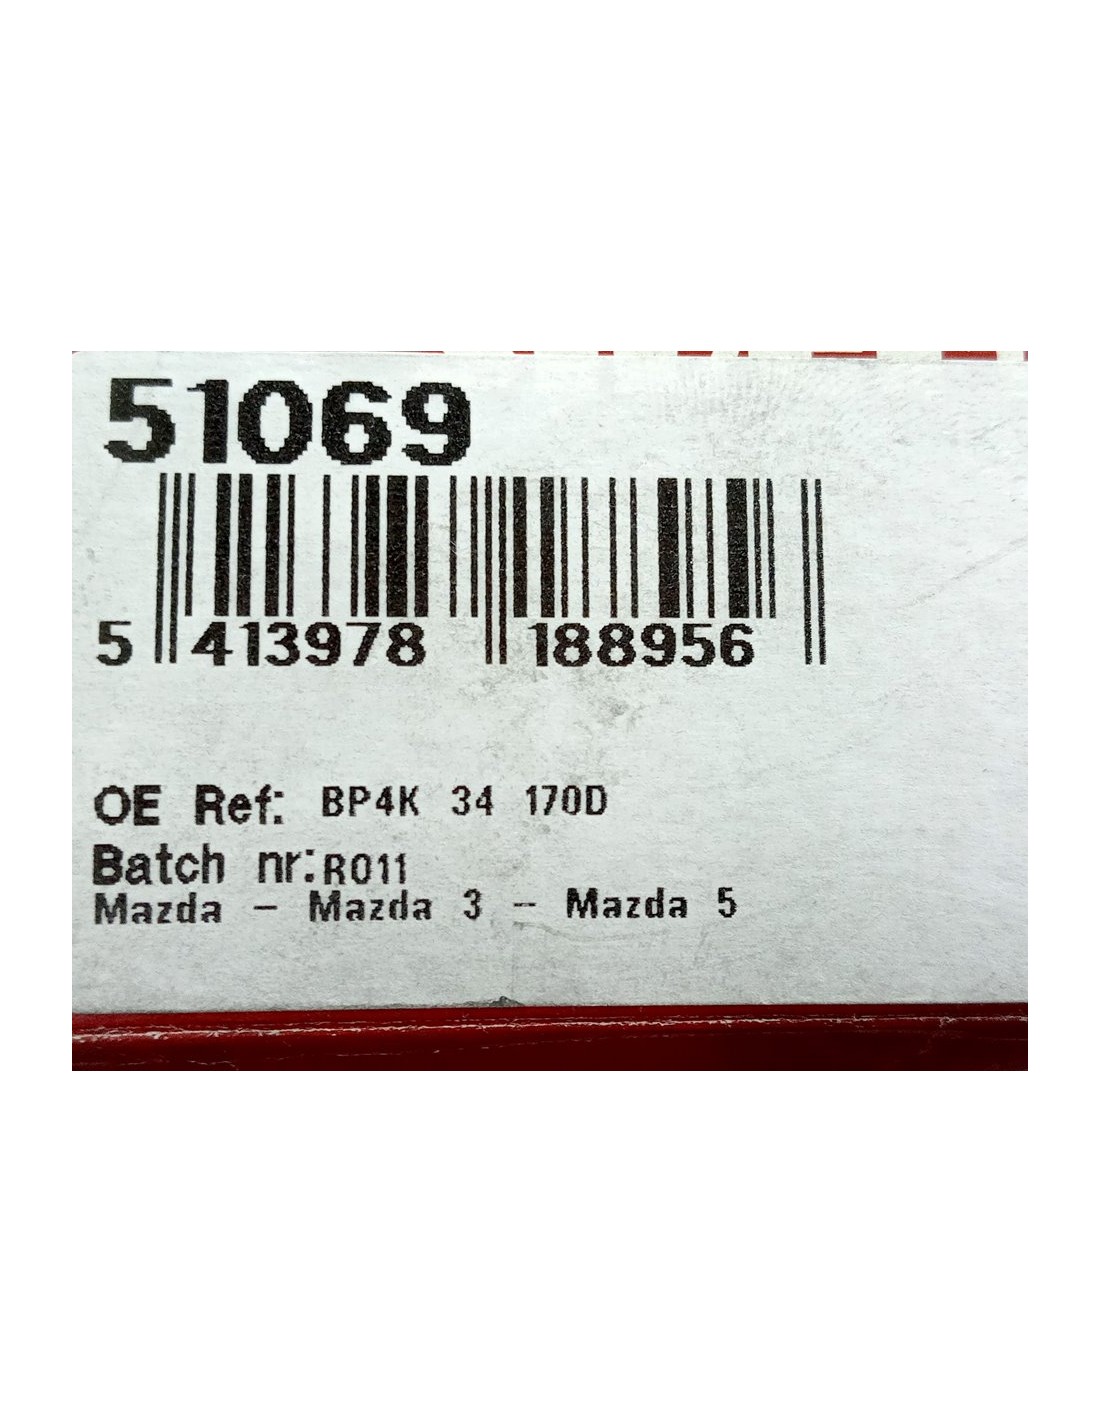 51069
5 413978 188956
OE Ref: BP4K 34 170D
Batch nr: R011
Mazda - Mazda 3 - Mazda 5